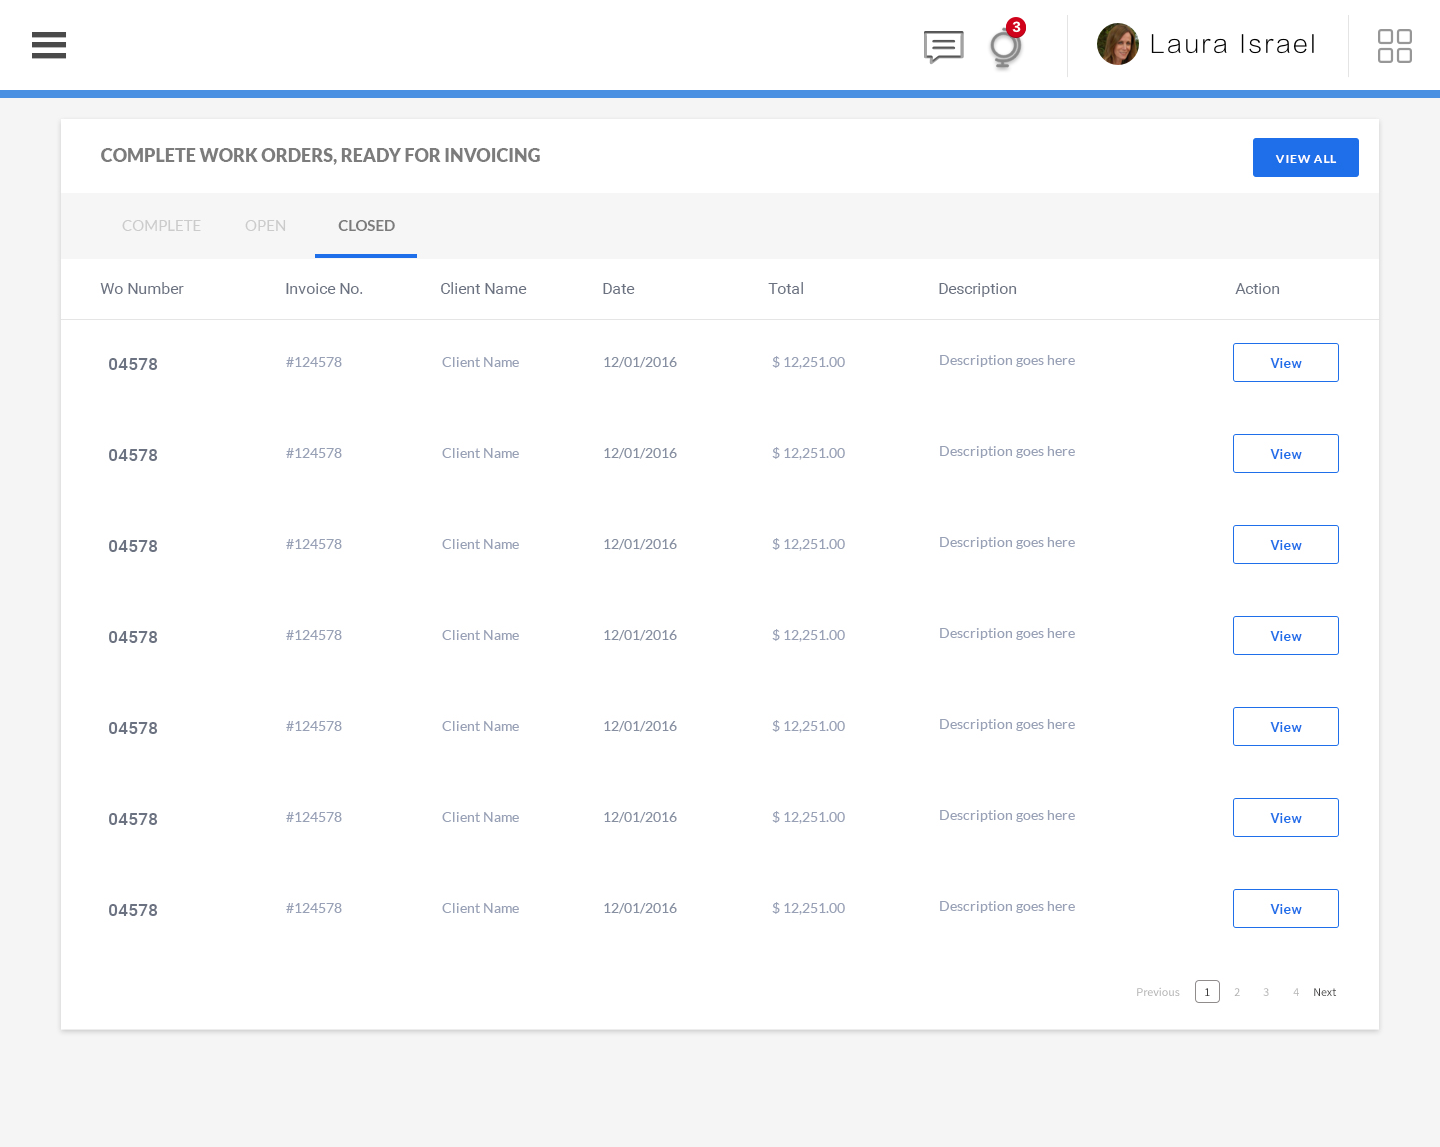 3
Laura Israel
COMPLETE WORK ORDERS, READY FOR INVOICING
VIEW ALL
COMPLETE OPEN CLOSED
Wo Number Invoice No. Client Name Date Total Description Action
04578 #124578 Client Name 12/01/2016 $ 12,251.00 Description goes here View
04578 #124578 Client Name 12/01/2016 $ 12,251.00 Description goes here View
04578 #124578 Client Name 12/01/2016 $ 12,251.00 Description goes here View
04578 #124578 Client Name 12/01/2016 $ 12,251.00 Description goes here View
04578 #124578 Client Name 12/01/2016 $ 12,251.00 Description goes here View
04578 #124578 Client Name 12/01/2016 $ 12,251.00 Description goes here View
04578 #124578 Client Name 12/01/2016 $ 12,251.00 Description goes here View
Previous 1 2 3 4 Next